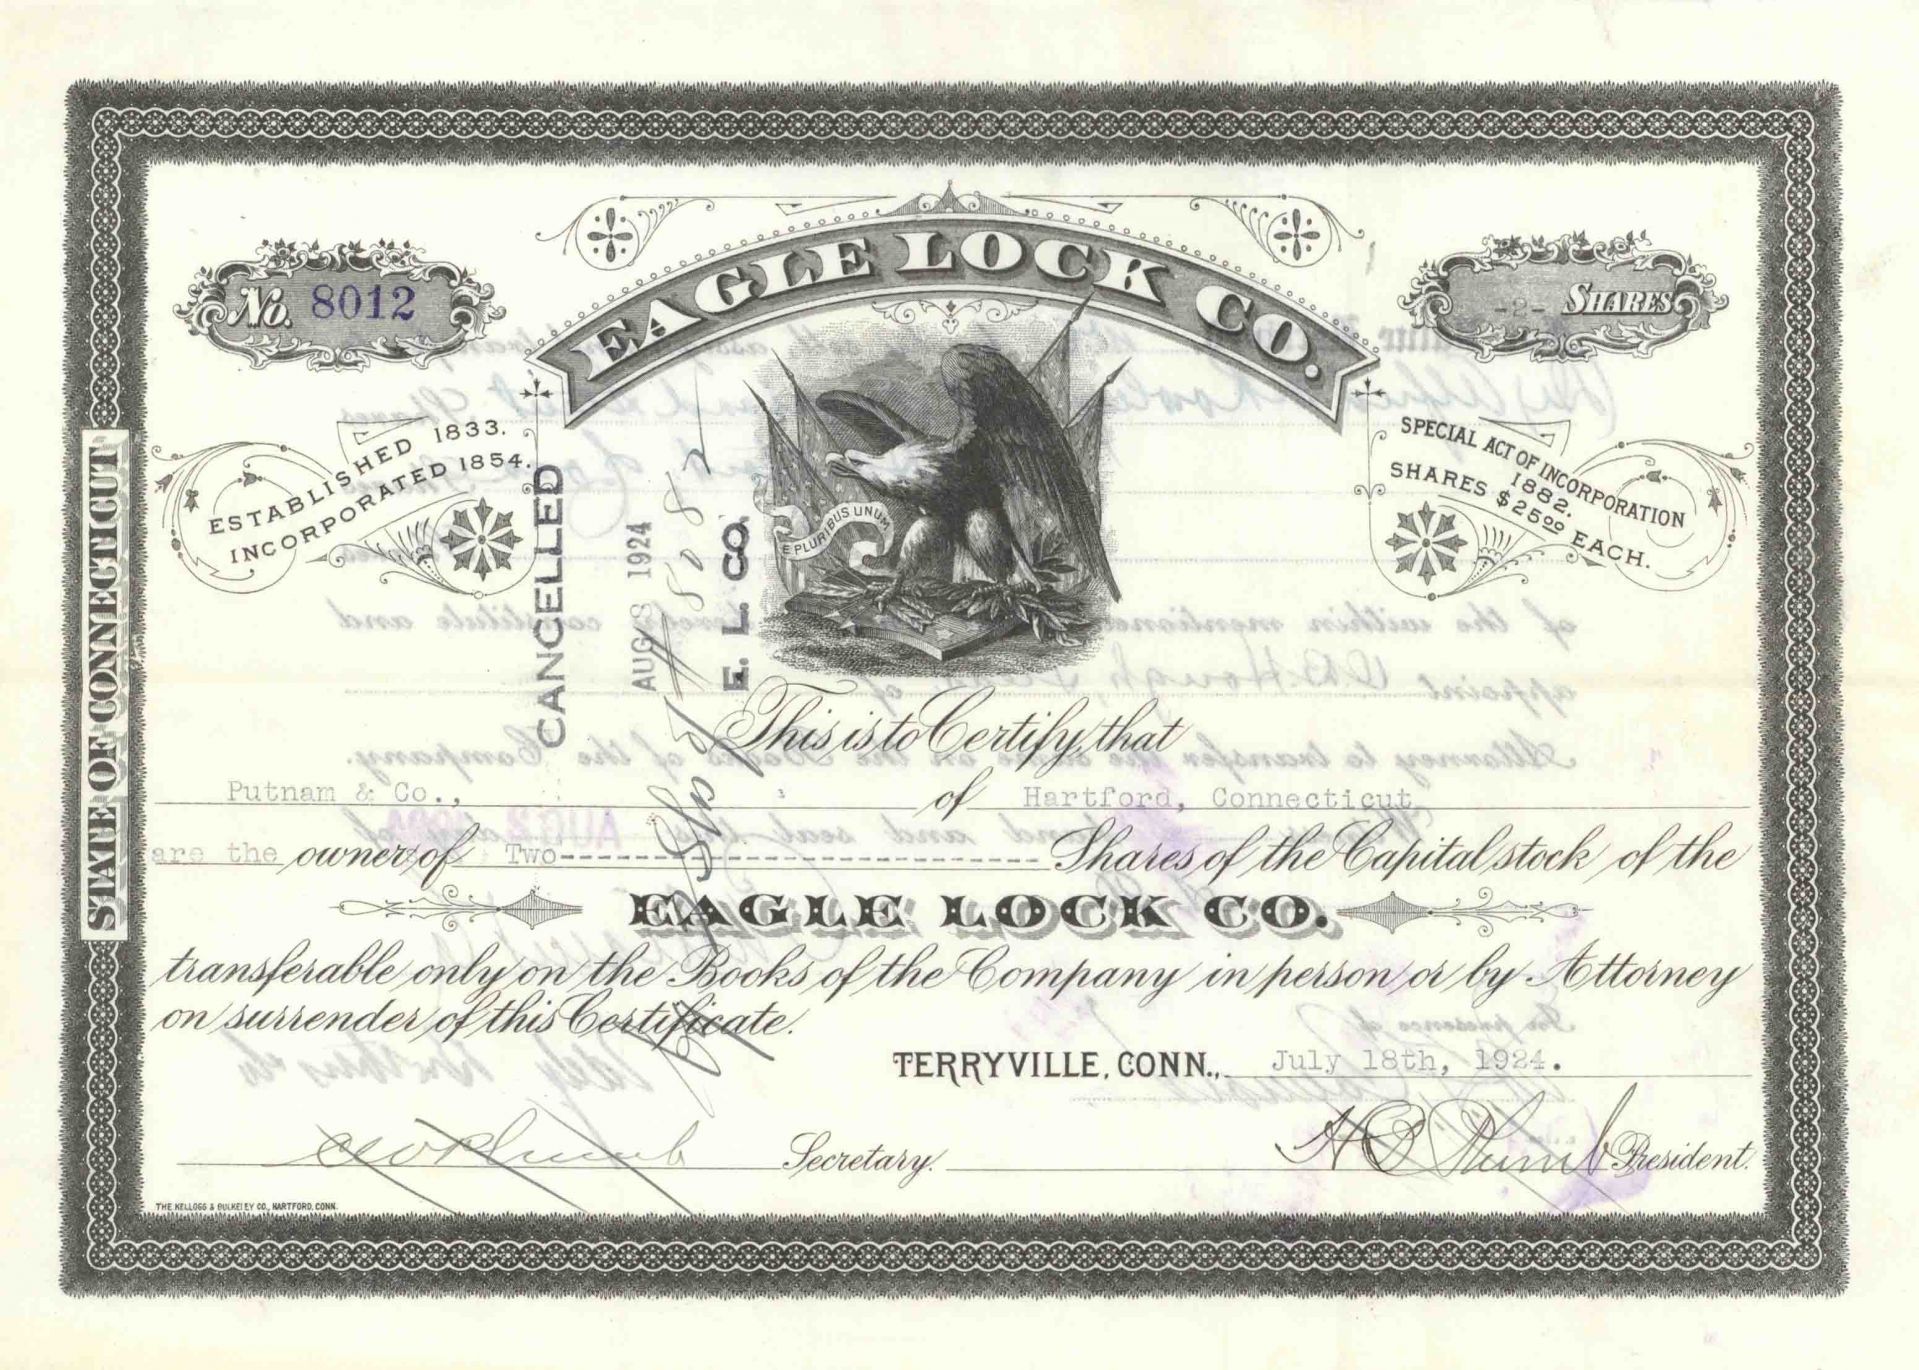 EAGLE LOCK CO.
No. 8012
-2- SHARES
ESTABLISHED 1833.
INCORPORATED 1854.
SPECIAL ACT OF INCORPORATION
1882.
SHARES $25.00 EACH.
E PLURIBUS UNUM
STATE OF CONNECTICUT
CANCELLED
AUG 8 1924
E. L. CO.
This is to Certify, that
Putnam & Co., of Hartford, Connecticut
are the owner of Two Shares of the Capital stock of the
EAGLE LOCK CO.
transferable only on the Books of the Company in person or by Attorney
on surrender of this Certificate.
TERRYVILLE, CONN., July 18th, 1924.
Secretary. President.
THE KELLOGG & BULKELEY CO., HARTFORD, CONN.